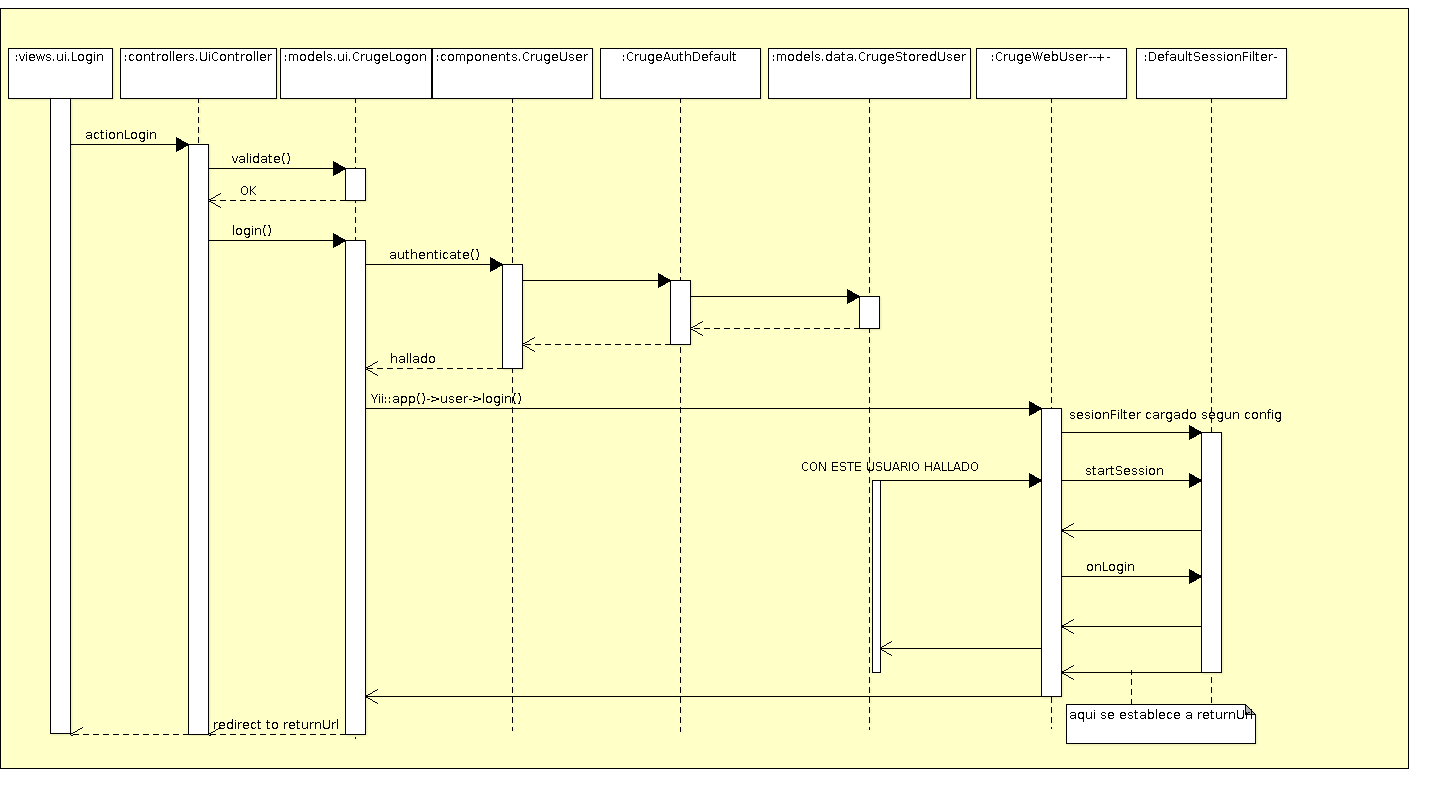 :views.ui.Login
:controllers.UiController
:models.ui.CrugeLogon
:components.CrugeUser
:CrugeAuthDefault
:models.data.CrugeStoredUser
:CrugeWebUser--+-
:DefaultSessionFilter-
actionLogin
validate()
OK
login()
authenticate()
hallado
Yii::app()->user->login()
sesionFilter cargado segun config
CON ESTE USUARIO HALLADO
startSession
onLogin
redirect to returnUrl
aqui se establece a returnUrl